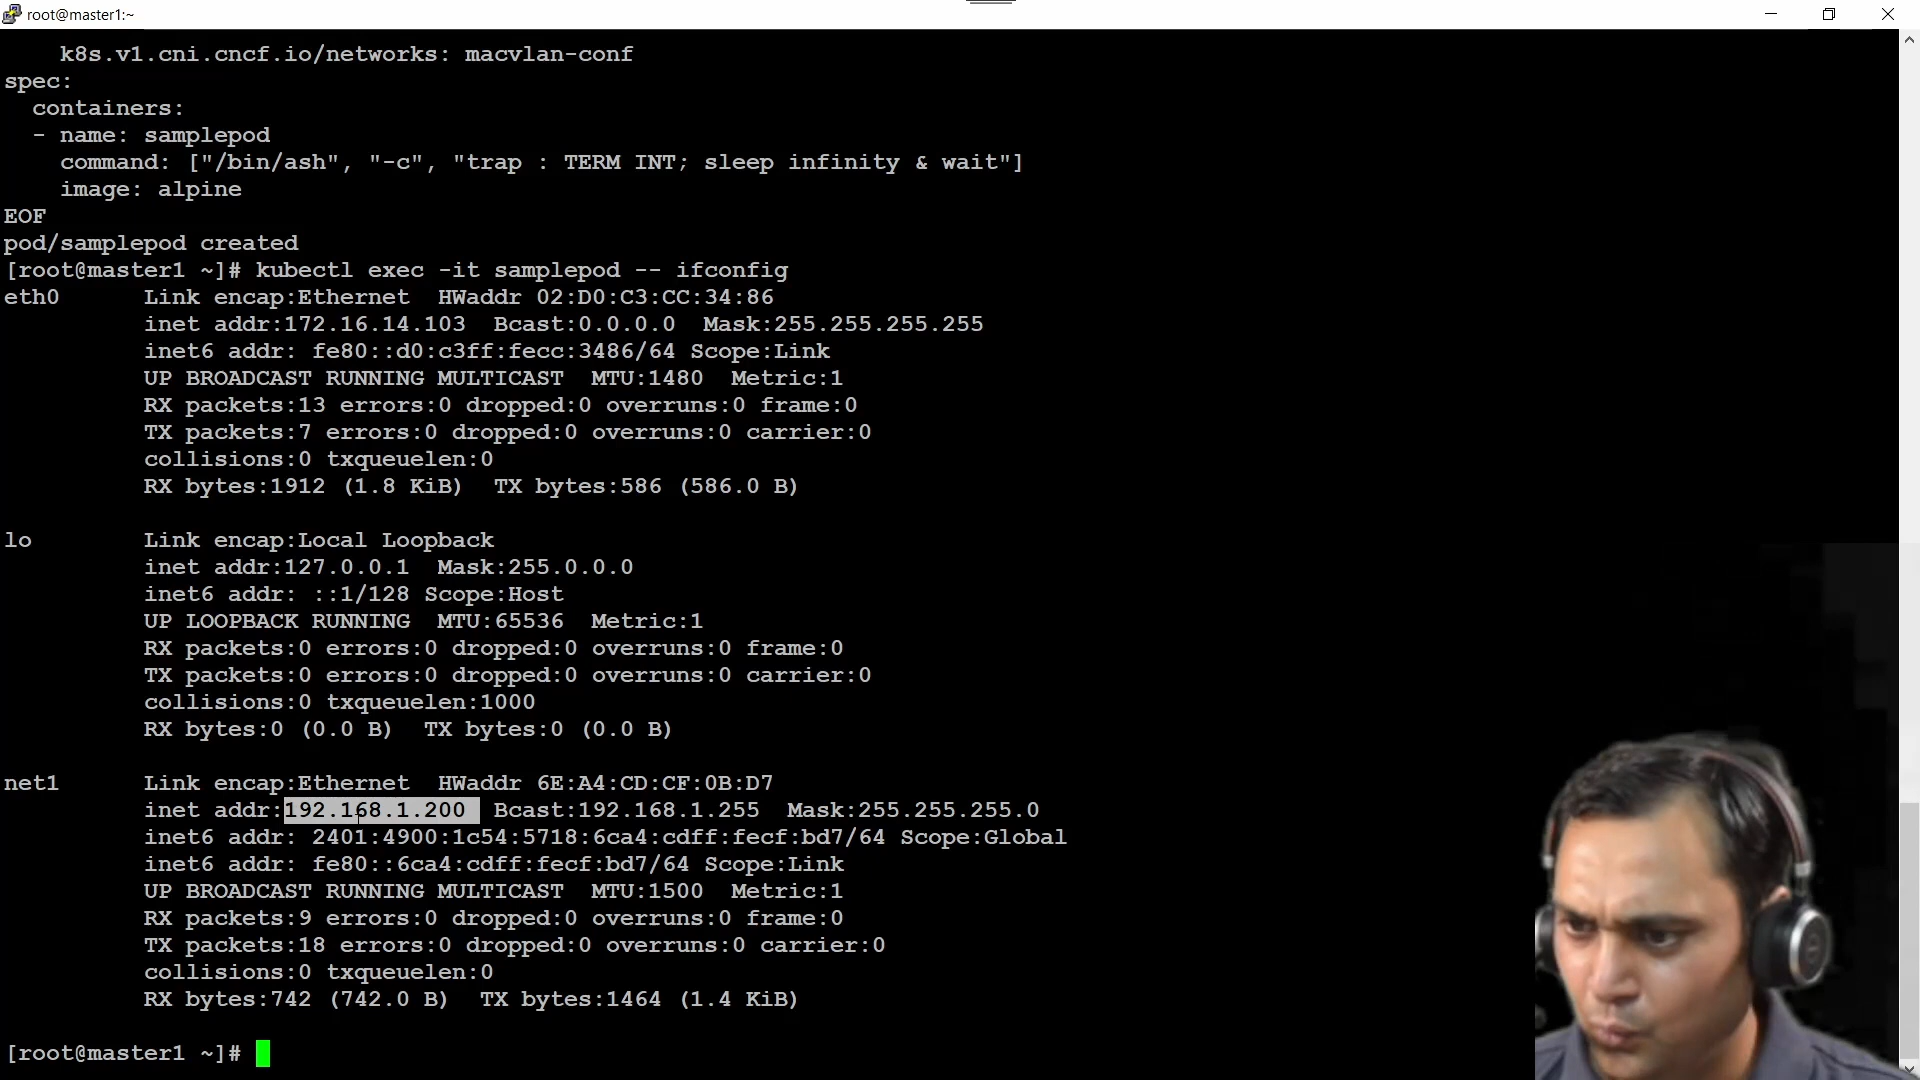 root@master1:~
k8s.v1.cni.cncf.io/networks: macvlan-conf
spec:
containers:
- name: samplepod
command: ["/bin/ash", "-c", "trap : TERM INT; sleep infinity & wait"]
image: alpine
EOF
pod/samplepod created
[root@master1 ~]# kubectl exec -it samplepod -- ifconfig
eth0 Link encap:Ethernet HWaddr 02:D0:C3:CC:34:86
inet addr:172.16.14.103 Bcast:0.0.0.0 Mask:255.255.255.255
inet6 addr: fe80::d0:c3ff:fecc:3486/64 Scope:Link
UP BROADCAST RUNNING MULTICAST MTU:1480 Metric:1
RX packets:13 errors:0 dropped:0 overruns:0 frame:0
TX packets:7 errors:0 dropped:0 overruns:0 carrier:0
collisions:0 txqueuelen:0
RX bytes:1912 (1.8 KiB) TX bytes:586 (586.0 B)
lo Link encap:Local Loopback
inet addr:127.0.0.1 Mask:255.0.0.0
inet6 addr: ::1/128 Scope:Host
UP LOOPBACK RUNNING MTU:65536 Metric:1
RX packets:0 errors:0 dropped:0 overruns:0 frame:0
TX packets:0 errors:0 dropped:0 overruns:0 carrier:0
collisions:0 txqueuelen:1000
RX bytes:0 (0.0 B) TX bytes:0 (0.0 B)
net1 Link encap:Ethernet HWaddr 6E:A4:CD:CF:0B:D7
inet addr:192.168.1.200 Bcast:192.168.1.255 Mask:255.255.255.0
inet6 addr: 2401:4900:1c54:5718:6ca4:cdff:fecf:bd7/64 Scope:Global
inet6 addr: fe80::6ca4:cdff:fecf:bd7/64 Scope:Link
UP BROADCAST RUNNING MULTICAST MTU:1500 Metric:1
RX packets:9 errors:0 dropped:0 overruns:0 frame:0
TX packets:18 errors:0 dropped:0 overruns:0 carrier:0
collisions:0 txqueuelen:0
RX bytes:742 (742.0 B) TX bytes:1464 (1.4 KiB)
[root@master1 ~]#